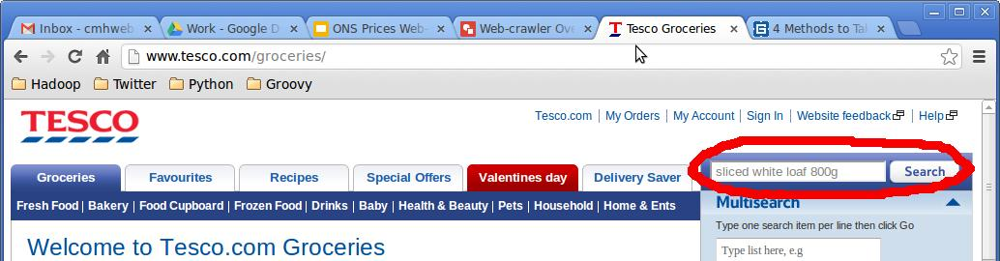 Inbox - cmhweb
Work - Google D
ONS Prices Web-
Web-crawler Ove
Tesco Groceries
4 Methods to Tak
www.tesco.com/groceries/
Hadoop
Twitter
Python
Groovy
TESCO
Tesco.com | My Orders | My Account | Sign In | Website feedback | Help
Groceries
Favourites
Recipes
Special Offers
Valentines day
Delivery Saver
sliced white loaf 800g
Search
Fresh Food | Bakery | Food Cupboard | Frozen Food | Drinks | Baby | Health & Beauty | Pets | Household | Home & Ents
Multisearch
Type one search item per line then click Go
Type list here, e.g
Welcome to Tesco.com Groceries